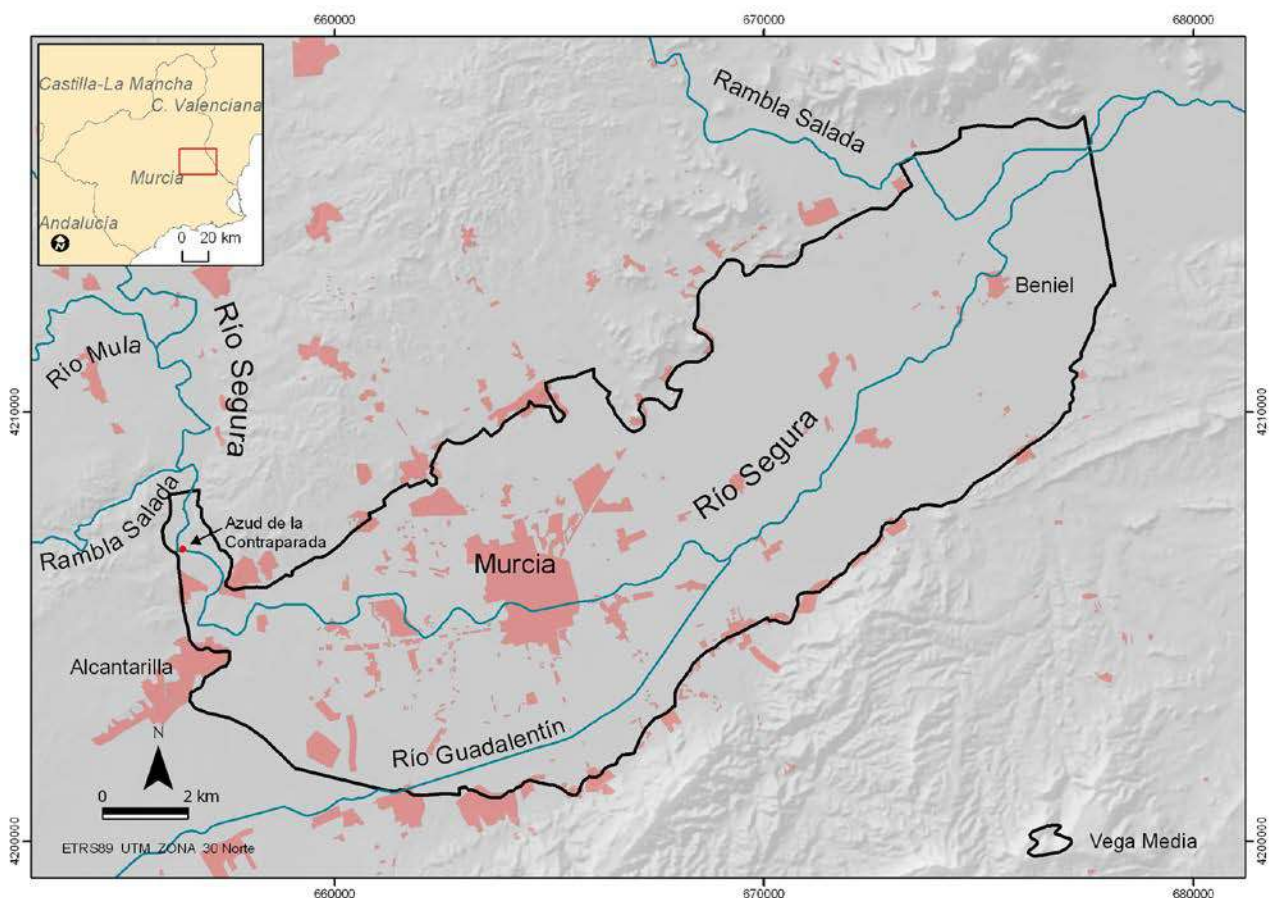 660000
670000
680000
Castilla-La Mancha
C. Valenciana
Murcia
Andalucía
N
0 20 km
Rambla Salada
Río Segura
Río Mula
Beniel
4210000
4210000
Río Segura
Rambla Salada
Azud de la
Contraparada
Murcia
Alcantarilla
N
Río Guadalentín
0 2 km
ETRS89 UTM ZONA 30 Norte
Vega Media
4200000
4200000
660000
670000
680000